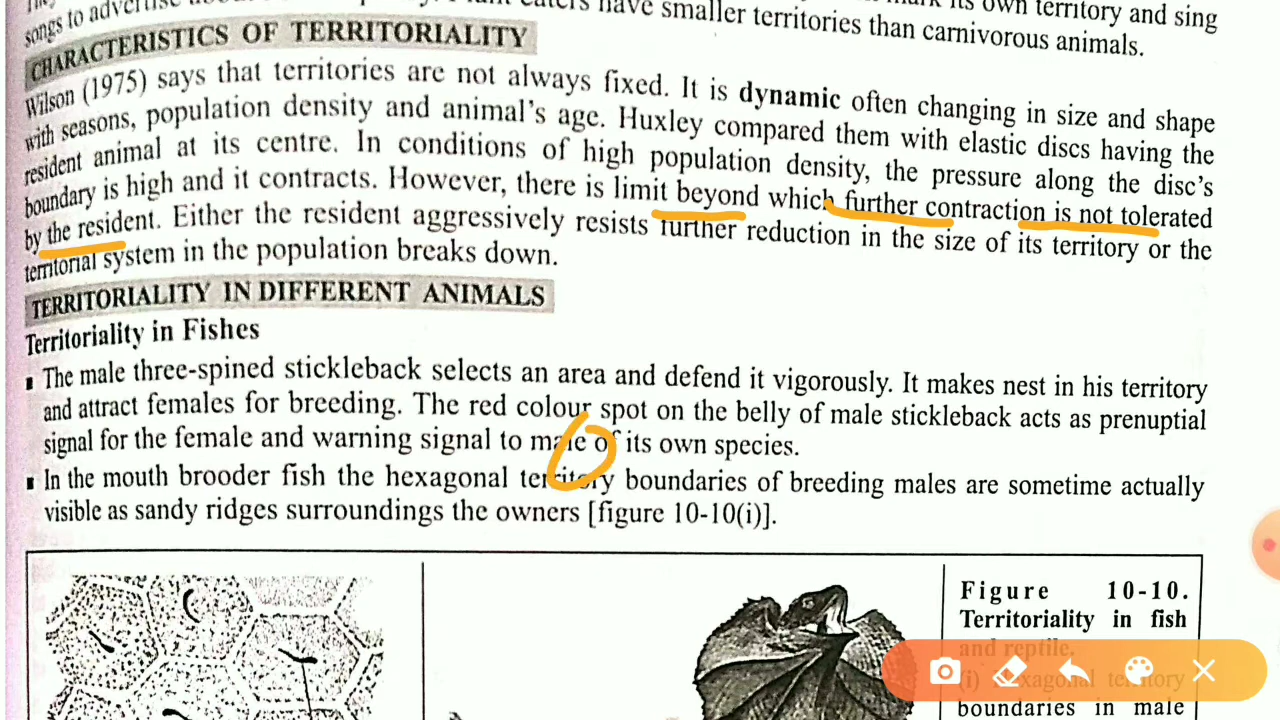 mark its own territory and sing
songs to advertise eaters have smaller territories than carnivorous animals.
CHARACTERISTICS OF TERRITORIALITY
Wilson (1975) says that territories are not always fixed. It is dynamic often changing in size and shape
with seasons, population density and animal's age. Huxley compared them with elastic discs having the
resident animal at its centre. In conditions of high population density, the pressure along the disc's
boundary is high and it contracts. However, there is limit beyond which further contraction is not tolerated
by the resident. Either the resident aggressively resists further reduction in the size of its territory or the
territorial system in the population breaks down.
TERRITORIALITY IN DIFFERENT ANIMALS
Territoriality in Fishes
▪ The male three-spined stickleback selects an area and defend it vigorously. It makes nest in his territory
and attract females for breeding. The red colour spot on the belly of male stickleback acts as prenuptial
signal for the female and warning signal to male of its own species.
▪ In the mouth brooder fish the hexagonal territory boundaries of breeding males are sometime actually
visible as sandy ridges surroundings the owners [figure 10-10(i)].
Figure 10-10.
Territoriality in fish
and reptile.
(i) Hexagonal territory
boundaries in male